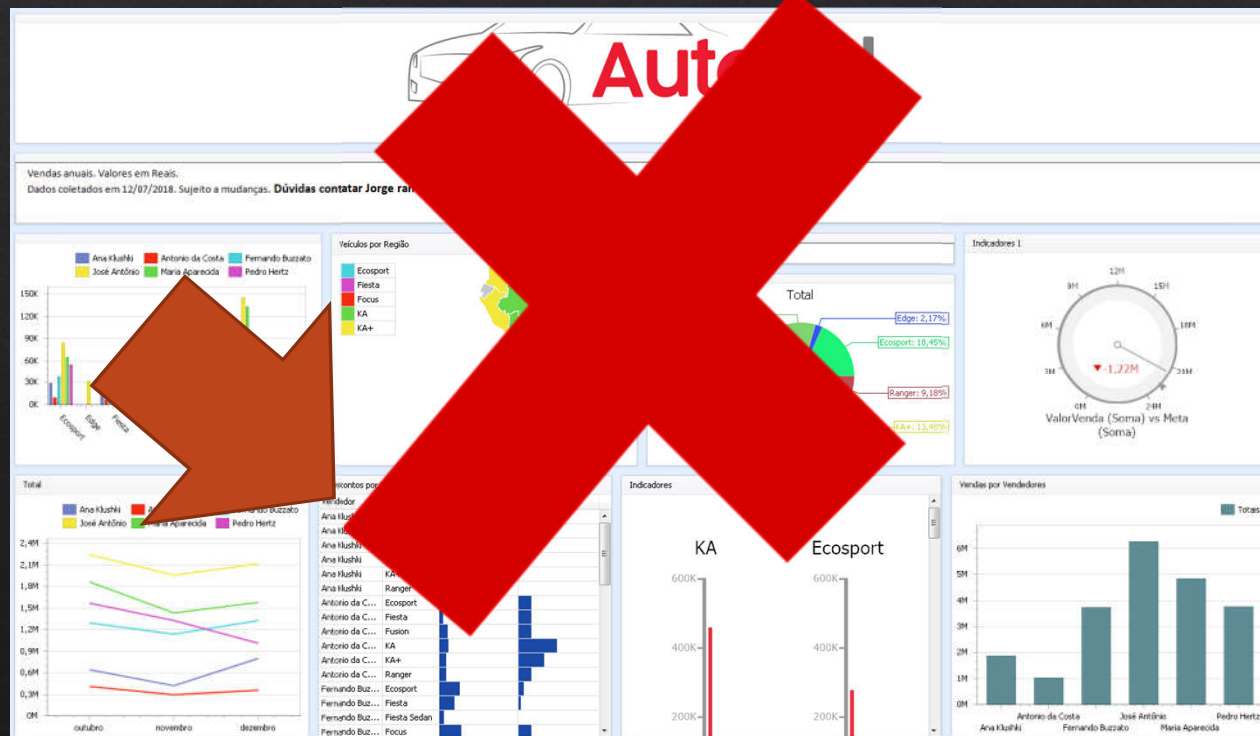 Vendas anuais. Valores em Reais.
Dados coletados em 12/07/2018. Sujeito a mudanças. Dúvidas contatar Jorge
Ana Klushki Antonio da Costa Fernando Buzzato
José Antônio Maria Aparecida Pedro Hertz
150K
120K
90K
60K
30K
0K
Ecosport
Edge
Fiesta
Veículos por Região
Ecosport
Fiesta
Focus
KA
KA+
Total
Edge: 2,17%
Ecosport: 18,45%
Ranger: 9,18%
KA+: 13,48%
Indicadores 1
12M
9M 15M
6M 18M
3M 21M
0M 24M
-1.22M
ValorVenda (Soma) vs Meta
(Soma)
Total
Ana Klushki Buzzato
José Antônio Maria Aparecida Pedro Hertz
2,4M
2,1M
1,8M
1,5M
1,2M
0,9M
0,6M
0,3M
0M
outubro novembro dezembro
por
Vendedor
Ana
Ana
Ana Klushki
Ana Klushki
Ana Klushki
Ana Klushki Ranger
Antonio da C... Ecosport
Antonio da C... Fiesta
Antonio da C... Fusion
Antonio da C... KA
Antonio da C... KA+
Antonio da C... Ranger
Fernando Buz... Ecosport
Fernando Buz... Fiesta
Fernando Buz... Fiesta Sedan
Fernando Buz... Focus
Indicadores
KA
600K
400K
200K
Ecosport
600K
400K
200K
Vendas por Vendedores
Totais
6M
5M
4M
3M
2M
1M
0M
Antonio da Costa José Antônio Pedro Hertz
Ana Klushki Fernando Buzzato Maria Aparecida